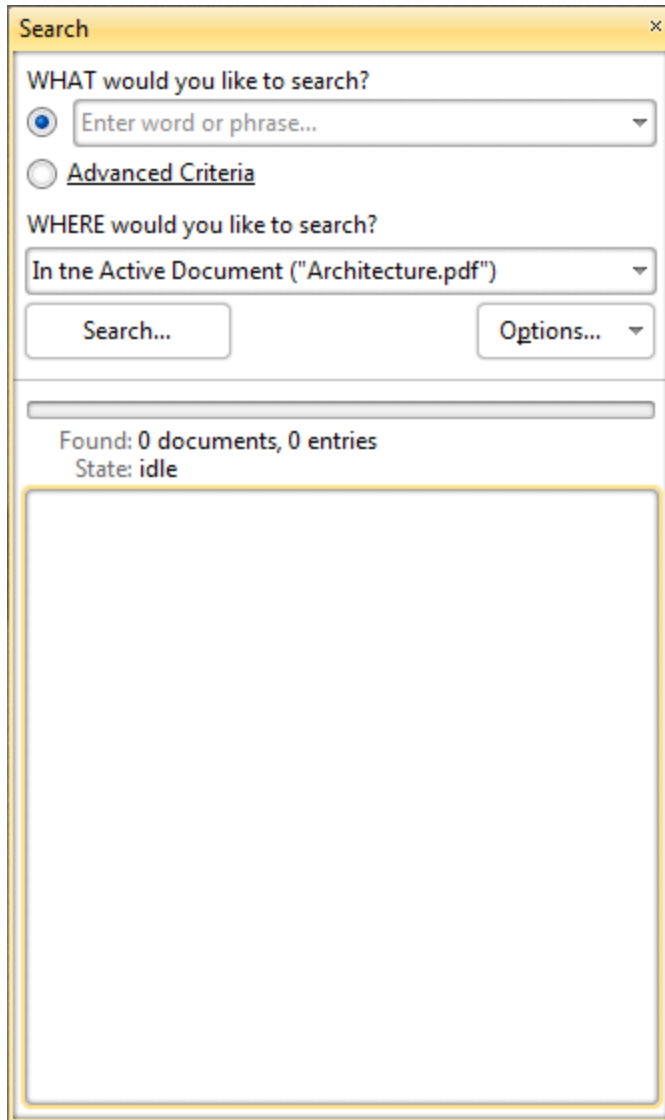 Search
WHAT would you like to search?
Enter word or phrase...
Advanced Criteria
WHERE would you like to search?
In tne Active Document ("Architecture.pdf")
Search...
Options...
Found: 0 documents, 0 entries
State: idle